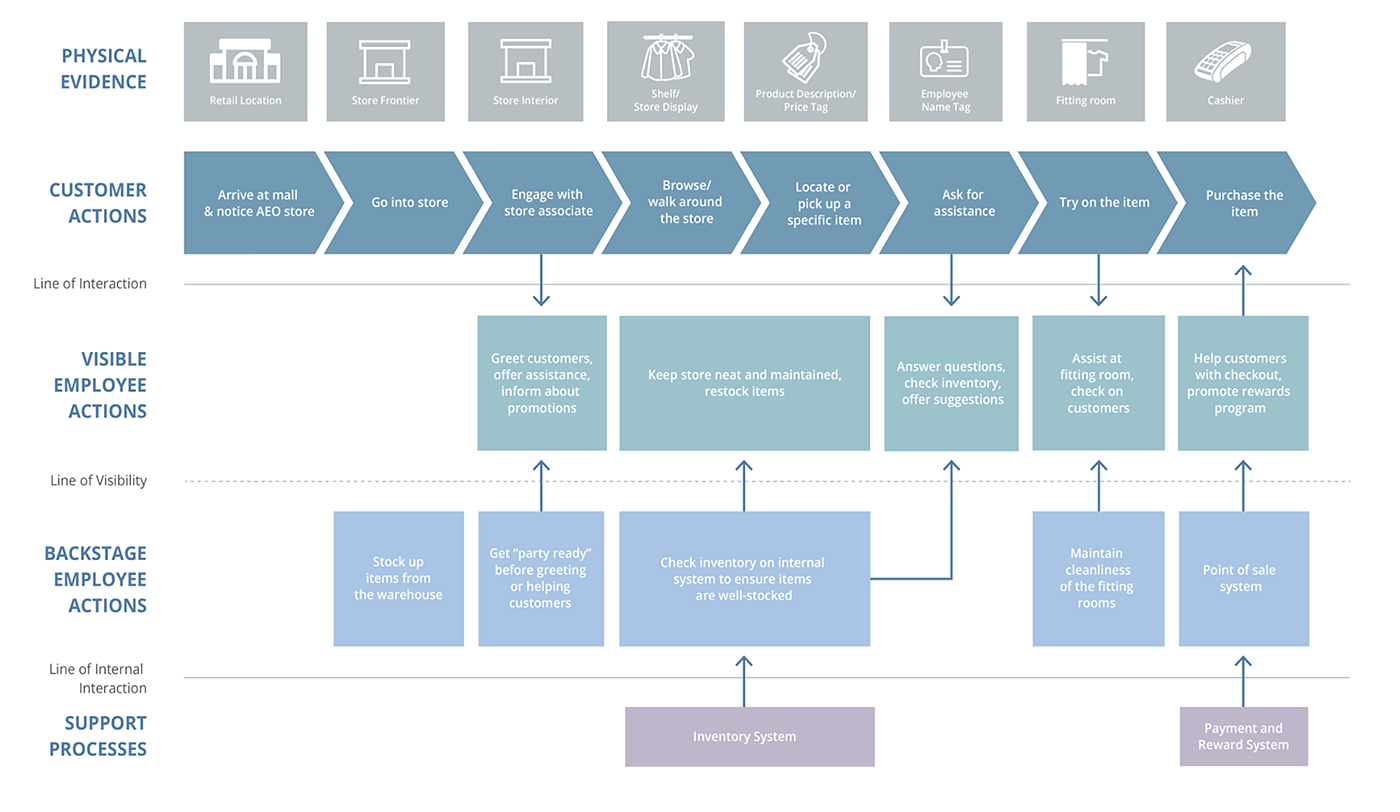 PHYSICAL
EVIDENCE
Retail Location
Store Frontier
Store Interior
Shelf/
Store Display
Product Description/
Price Tag
Employee
Name Tag
Fitting room
Cashier
CUSTOMER
ACTIONS
Arrive at mall
& notice AEO store
Go into store
Engage with
store associate
Browse/
walk around
the store
Locate or
pick up a
specific item
Ask for
assistance
Try on the item
Purchase the
item
Line of Interaction
VISIBLE
EMPLOYEE
ACTIONS
Greet customers,
offer assistance,
inform about
promotions
Keep store neat and maintained,
restock items
Answer questions,
check inventory,
offer suggestions
Assist at
fitting room,
check on
customers
Help customers
with checkout,
promote rewards
program
Line of Visibility
BACKSTAGE
EMPLOYEE
ACTIONS
Stock up
items from
the warehouse
Get “party ready”
before greeting
or helping
customers
Check inventory on internal
system to ensure items
are well-stocked
Maintain
cleanliness
of the fitting
rooms
Point of sale
system
Line of Internal
Interaction
SUPPORT
PROCESSES
Inventory System
Payment and
Reward System